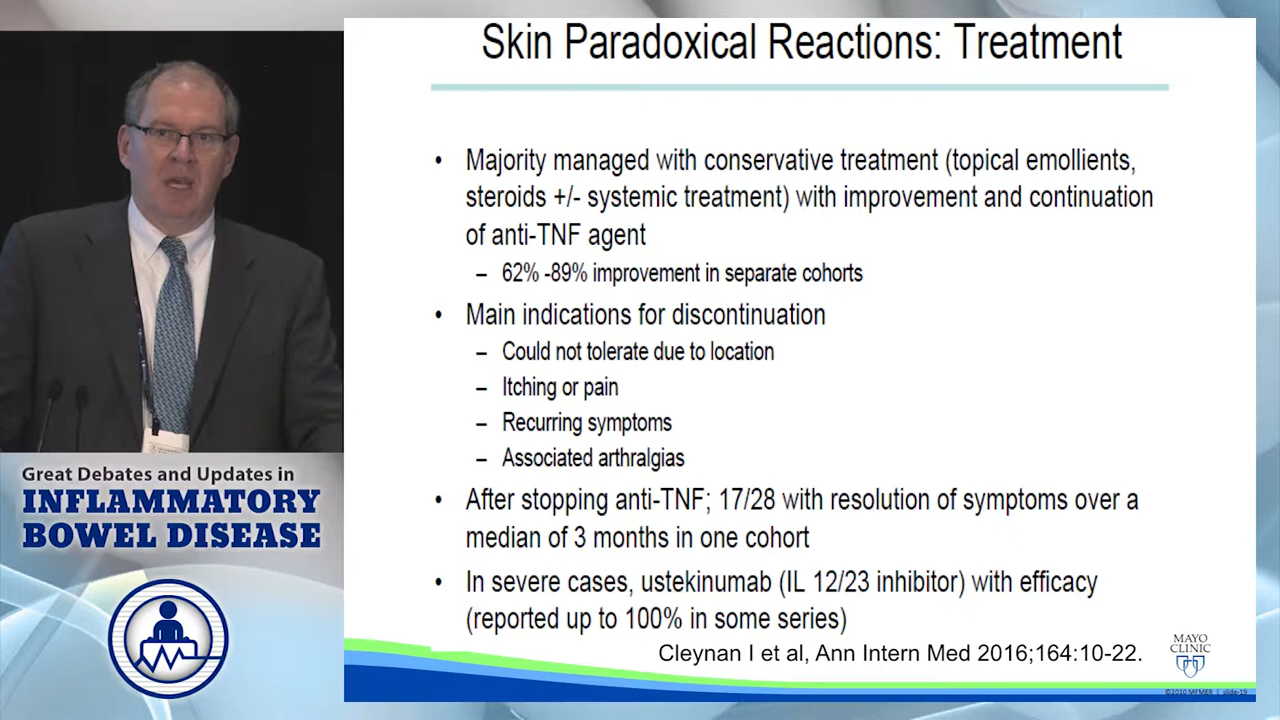 Skin Paradoxical Reactions: Treatment
• Majority managed with conservative treatment (topical emollients,
steroids +/- systemic treatment) with improvement and continuation
of anti-TNF agent
– 62% -89% improvement in separate cohorts
• Main indications for discontinuation
– Could not tolerate due to location
– Itching or pain
– Recurring symptoms
– Associated arthralgias
• After stopping anti-TNF; 17/28 with resolution of symptoms over a
median of 3 months in one cohort
• In severe cases, ustekinumab (IL 12/23 inhibitor) with efficacy
(reported up to 100% in some series)
Cleynan I et al, Ann Intern Med 2016;164:10-22.
MAYO
CLINIC
©2010 MFMER | slide-19
Great Debates and Updates in
INFLAMMATORY
BOWEL DISEASE